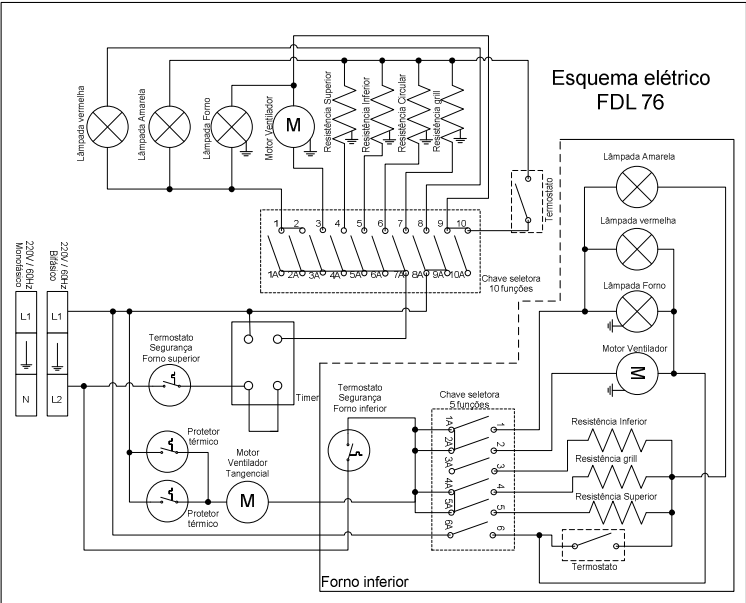 Esquema elétrico
FDL 76
Lâmpada vermelha
Lâmpada Amarela
Lâmpada Forno
Motor Ventilador
M
Resistência Superior
Resistência Inferior
Resistência Circular
Resistência grill
Termostato
1 2 3 4 5 6 7 8 9 10
1A 2A 3A 4A 5A 6A 7A 8A 9A 10A
Chave seletora
10 funções
220V / 60Hz
Monofásico
220V / 60Hz
Bifásico
L1
L1
N
L2
Termostato
Segurança
Forno superior
Timer
Protetor
térmico
Protetor
térmico
Motor
Ventilador
Tangencial
M
Termostato
Segurança
Forno inferior
Chave seletora
5 funções
1A 1
2A 2
3A 3
4A 4
5A 5
6A 6
Lâmpada Amarela
Lâmpada vermelha
Lâmpada Forno
Motor Ventilador
M
Resistência Inferior
Resistência grill
Resistência Superior
Termostato
Forno inferior